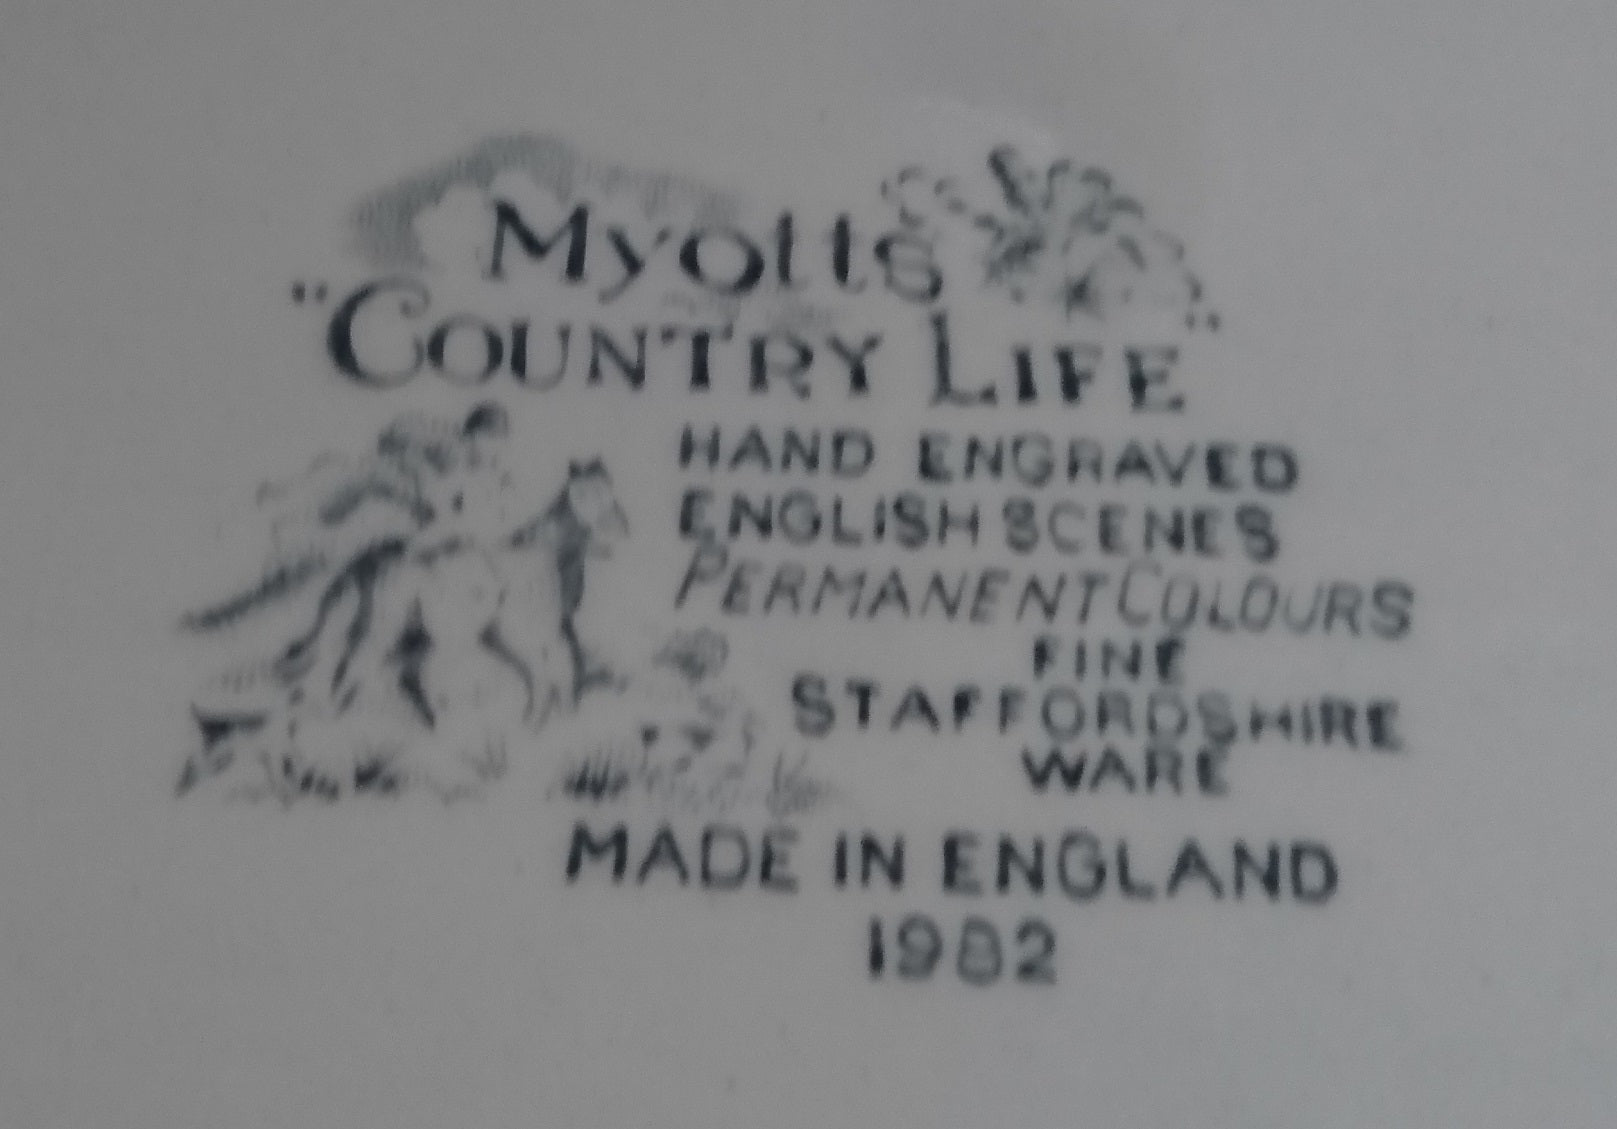 Myotts
"COUNTRY LIFE"
HAND ENGRAVED
ENGLISH SCENES
PERMANENT COLOURS
FINE
STAFFORDSHIRE
WARE
MADE IN ENGLAND
1982